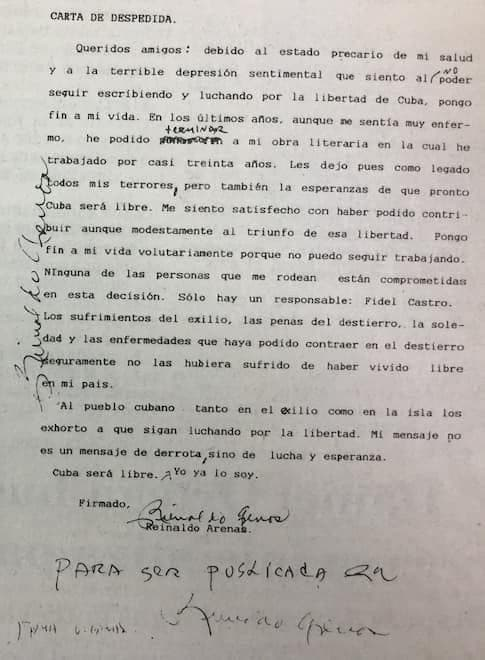 CARTA DE DESPEDIDA.
Queridos amigos: debido al estado precario de mi salud
NO
y a la terrible depresión sentimental que siento al poder
seguir escribiendo y luchando por la libertad de Cuba, pongo
fin a mi vida. En los últimos años, aunque me sentía muy enfer-
terminar
mo, he podido a mi obra literaria en la cual he
trabajado por casi treinta años. Les dejo pues como legado
todos mis terrores, pero también la esperanzas de que pronto
Cuba será libre. Me siento satisfecho con haber podido contri-
buir aunque modestamente al triunfo de esa libertad. Pongo
fin a mi vida volutariamente porque no puedo seguir trabajando.
NInguna de las personas que me rodean están comprometidas
en esta decisión. Sólo hay un responsable: Fidel Castro.
Los sufrimientos del exilio, las penas del destierro, la sole-
dad y las enfermedades que haya podido contraer en el destierro
seguramente no las hubiera sufrido de haber vivido libre
en mi pais.
Al pueblo cubano tanto en el exilio como en la isla los
exhorto a que sigan luchando por la libertad. Mi mensaje no
es un mensaje de derrota, sino de lucha y esperanza.
Cuba será libre. Yo ya lo soy.
Firmado,
Reinaldo Arenas
Reinaldo Arenas.
PARA SER PUBLICADA
Reinaldo Arenas
Reinaldo Arenas